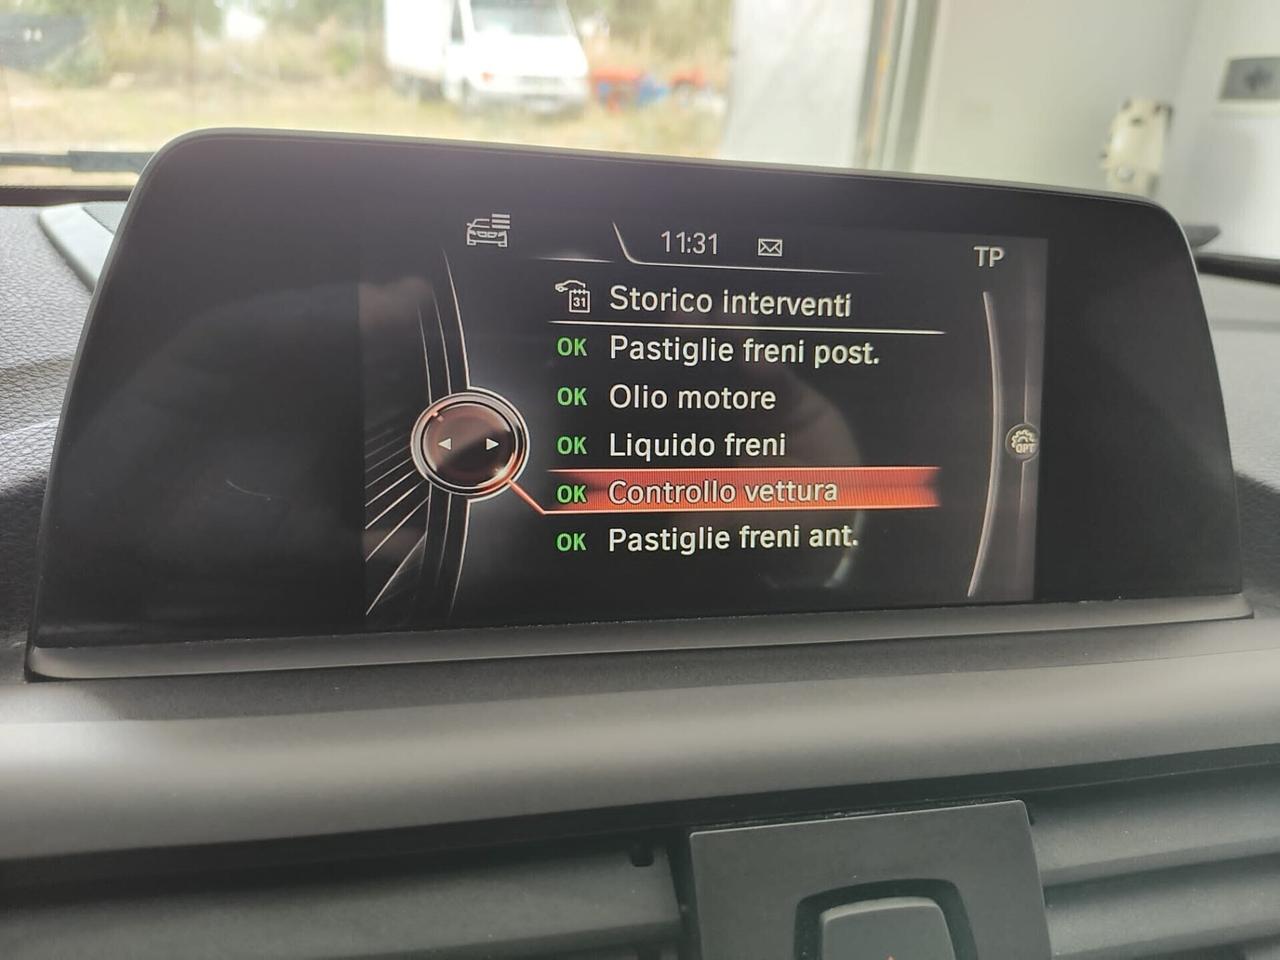 11:31
TP
31 Storico interventi
OK Pastiglie freni post.
OK Olio motore
OK Liquido freni
OPT
OK Controllo vettura
OK Pastiglie freni ant.